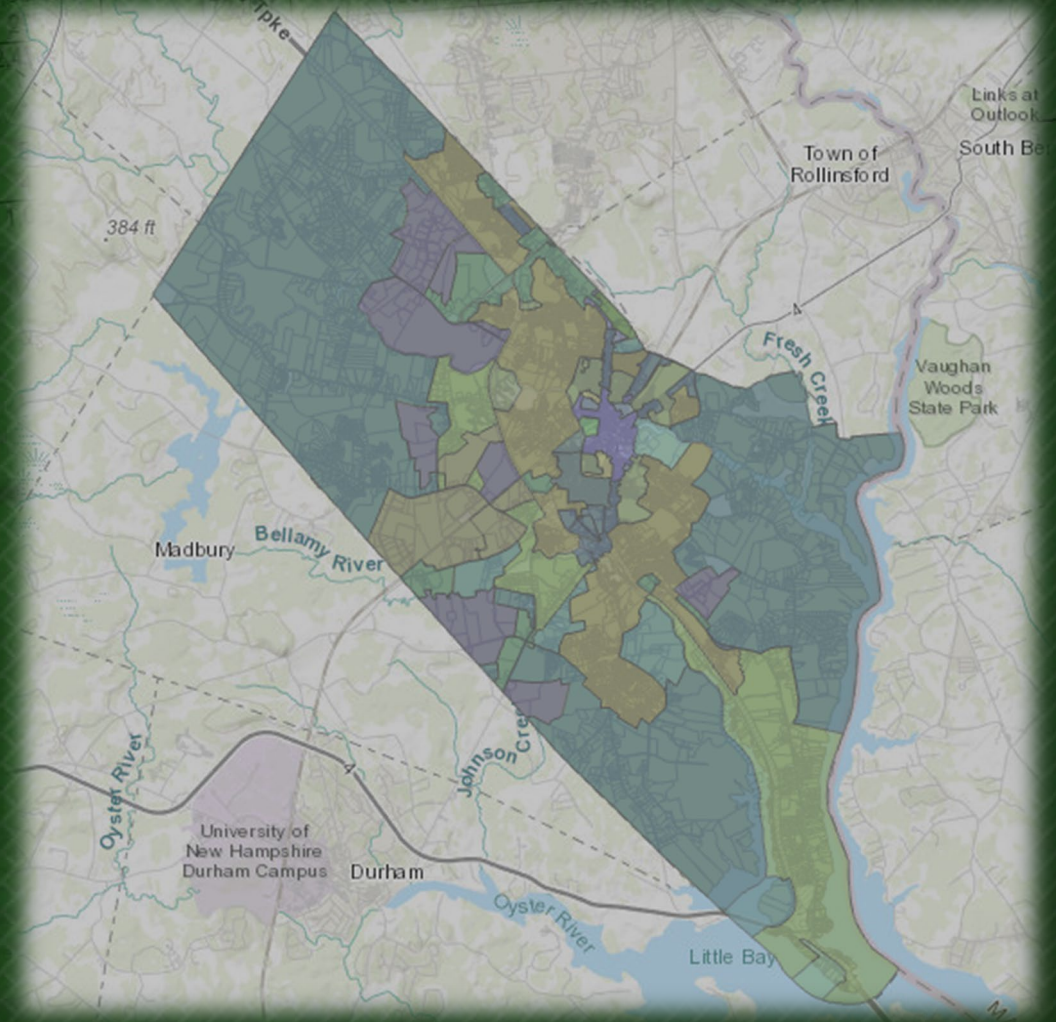 Tpke
Links at
Outlook
South Be
Town of
Rollinsford
384 ft
4
Fresh Creek
Vaughan
Woods
State Park
Madbury
Bellamy River
Oyster River
Johnson
Cree
4
University of
New Hampshire
Durham Campus
Durham
Oyster River
Little Bay